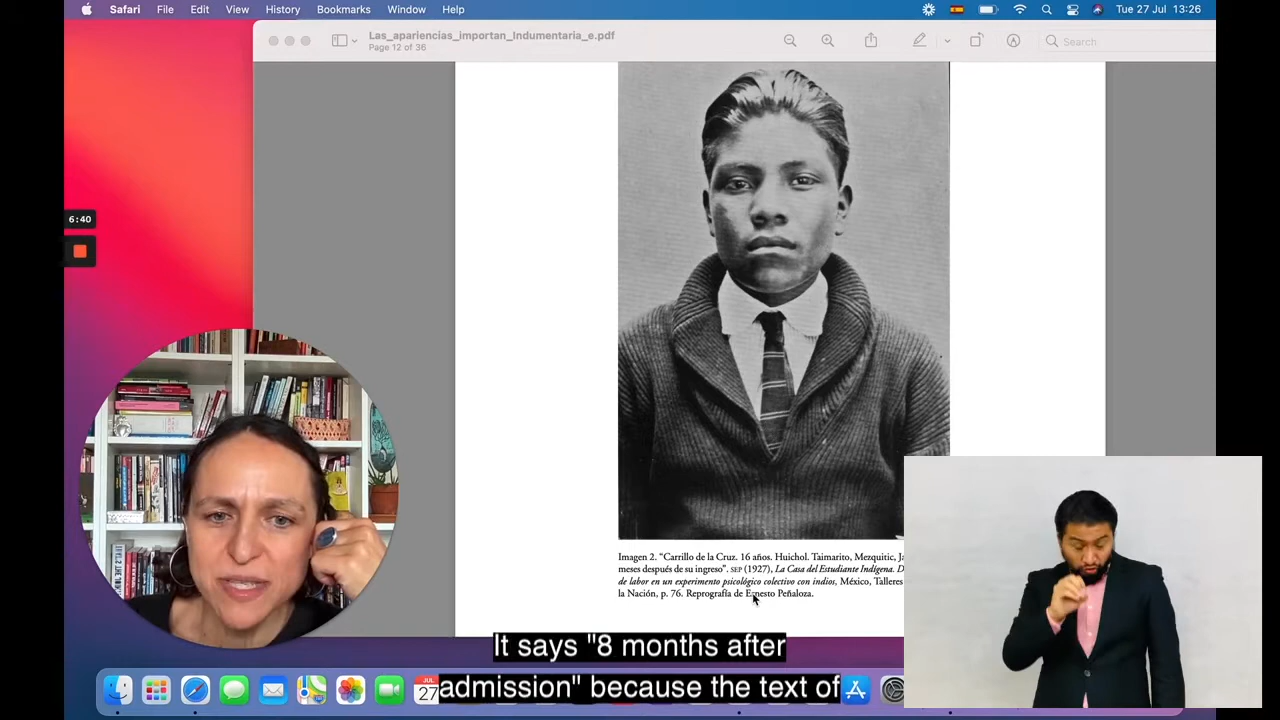 Safari File Edit View History Bookmarks Window Help Tue 27 Jul 13:26
Las_apariencias_importan_Indumentaria_e.pdf
Page 12 of 36
Search
6:40
Imagen 2. “Carrillo de la Cruz. 16 años. Huichol. Taimarito, Mezquitic, Ja
meses después de su ingreso”. SEP (1927), La Casa del Estudiante Indígena. D
de labor en un experimento psicológico colectivo con indios, México, Talleres
la Nación, p. 76. Reprografía de Ernesto Peñaloza.
It says "8 months after
admission" because the text of
JUL
27